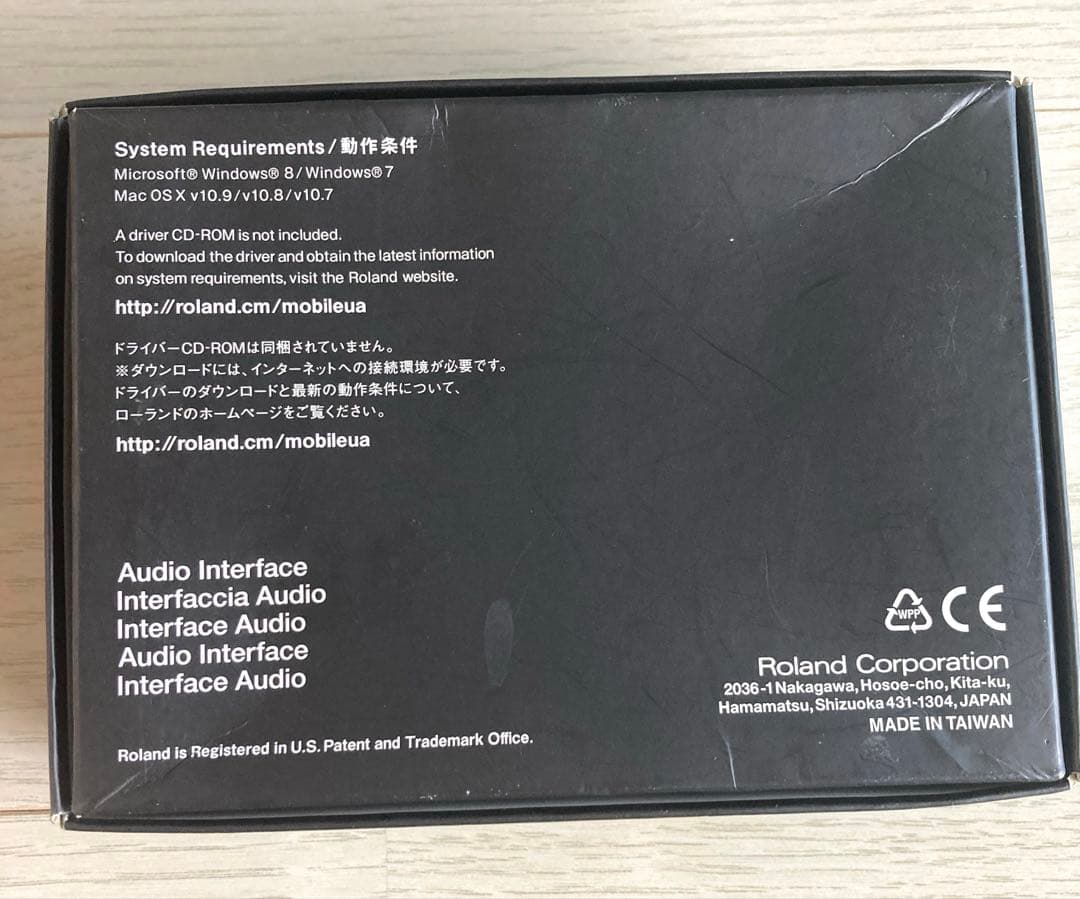 System Requirements/動作条件
Microsoft® Windows® 8/Windows® 7
Mac OS X v10.9/v10.8/v10.7
A driver CD-ROM is not included.
To download the driver and obtain the latest information
on system requirements, visit the Roland website.
http://roland.cm/mobileua
ドライバーCD-ROMは同梱されていません。
※ダウンロードには、インターネットへの接続環境が必要です。
ドライバーのダウンロードと最新の動作条件について、
ローランドのホームページをご覧ください。
http://roland.cm/mobileua
Audio Interface
Interfaccia Audio
Interface Audio
Audio Interface
Interface Audio
Roland is Registered in U.S. Patent and Trademark Office.
WPP CE
Roland Corporation
2036-1 Nakagawa, Hosoe-cho, Kita-ku,
Hamamatsu, Shizuoka 431-1304, JAPAN
MADE IN TAIWAN